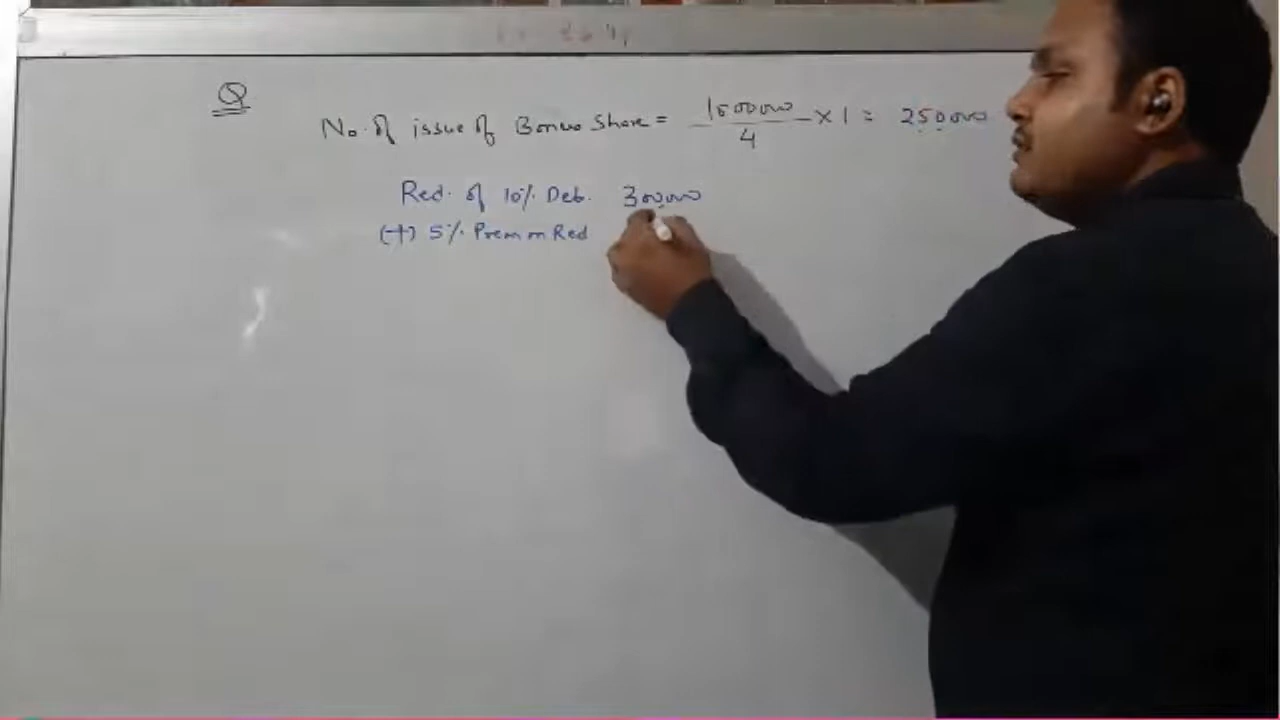 Q
No. of issue of Bonus Share = 1000000/4 × 1 = 250000
Red. of 10% Deb. 300000
(+) 5% Prem on Red